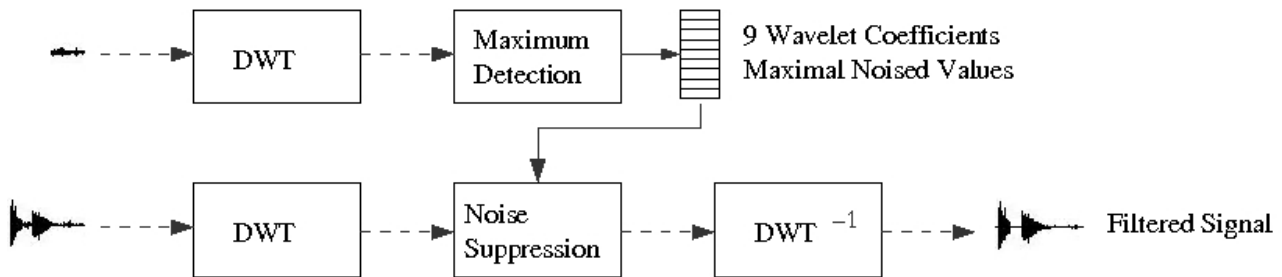 DWT
Maximum
Detection
9 Wavelet Coefficients
Maximal Noised Values
DWT
Noise
Suppression
DWT −1
Filtered Signal